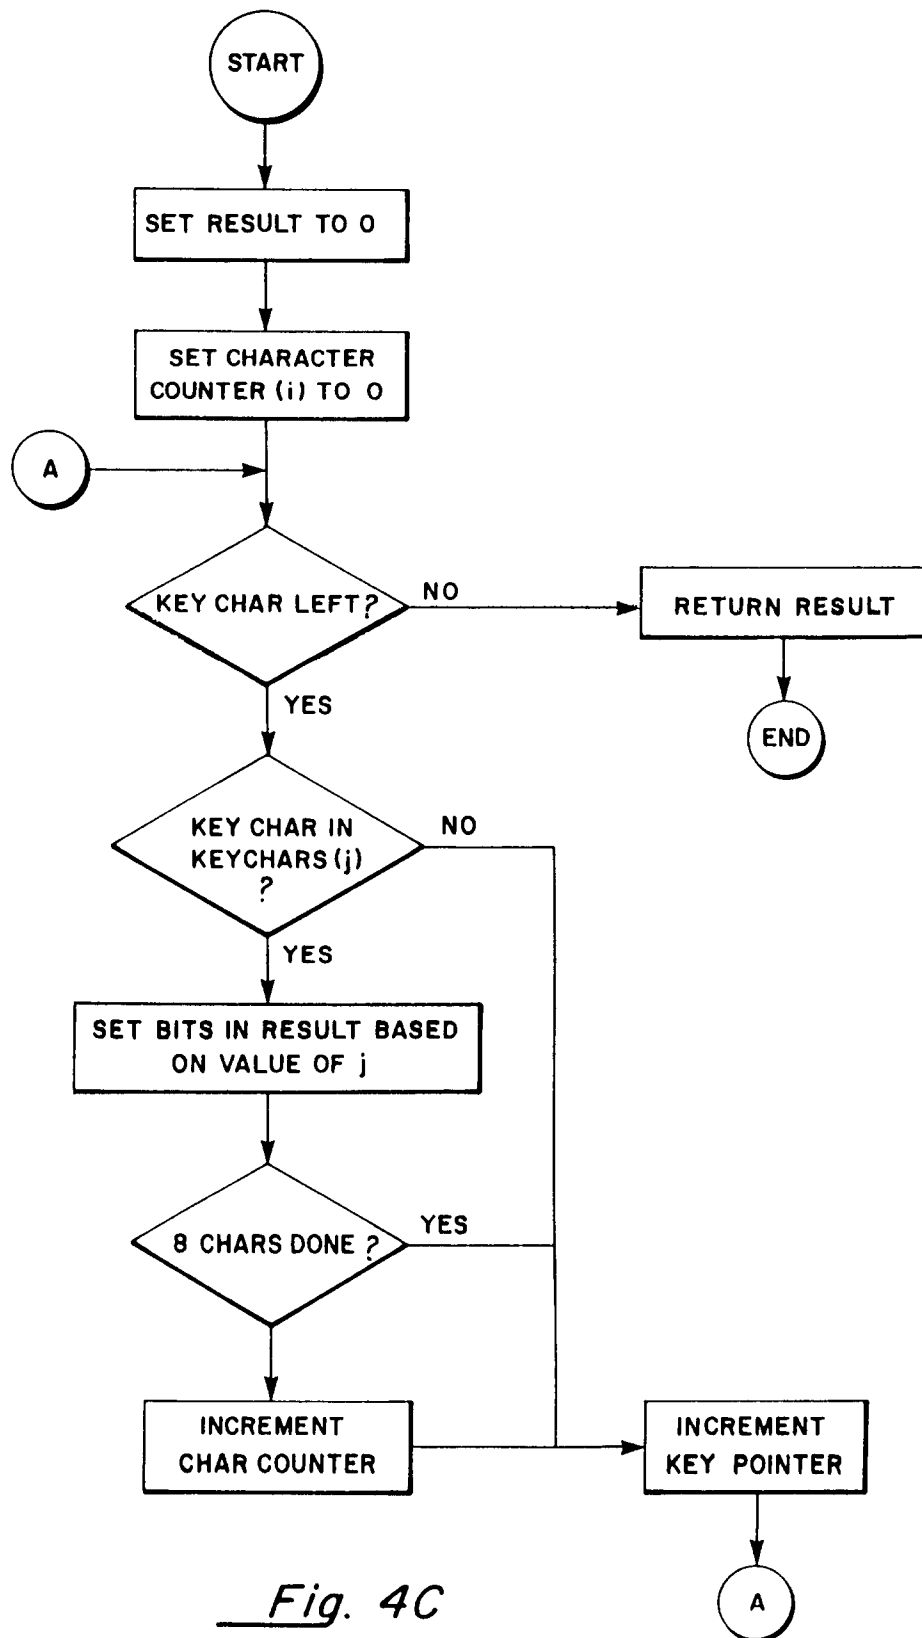 START
SET RESULT TO 0
SET CHARACTER
COUNTER (i) TO 0
A
KEY CHAR LEFT?
NO
RETURN RESULT
YES
END
KEY CHAR IN
KEYCHARS (j)
?
NO
YES
SET BITS IN RESULT BASED
ON VALUE OF j
8 CHARS DONE ?
YES
INCREMENT
CHAR COUNTER
INCREMENT
KEY POINTER
A
Fig. 4C